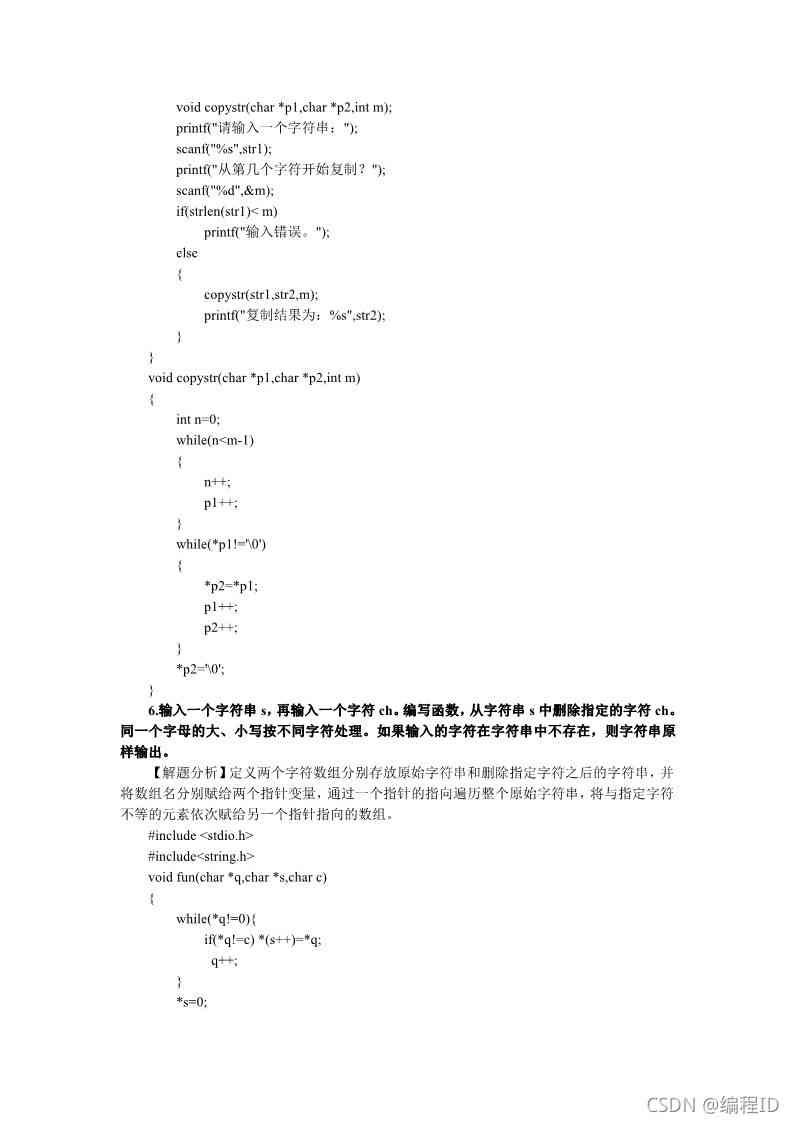 void copystr(char *p1,char *p2,int m);
printf("请输入一个字符串：");
scanf("%s",str1);
printf("从第几个字符开始复制？");
scanf("%d",&m);
if(strlen(str1)< m)
printf("输入错误。");
else
{
copystr(str1,str2,m);
printf("复制结果为：%s",str2);
}
}
void copystr(char *p1,char *p2,int m)
{
int n=0;
while(n<m-1)
{
n++;
p1++;
}
while(*p1!='\0')
{
*p2=*p1;
p1++;
p2++;
}
*p2='\0';
}
6.输入一个字符串 s，再输入一个字符 ch。编写函数，从字符串 s 中删除指定的字符 ch。
同一个字母的大、小写按不同字符处理。如果输入的字符在字符串中不存在，则字符串原
样输出。
【解题分析】定义两个字符数组分别存放原始字符串和删除指定字符之后的字符串，并
将数组名分别赋给两个指针变量，通过一个指针的指向遍历整个原始字符串，将与指定字符
不等的元素依次赋给另一个指针指向的数组。
#include <stdio.h>
#include<string.h>
void fun(char *q,char *s,char c)
{
while(*q!=0){
if(*q!=c) *(s++)=*q;
q++;
}
*s=0;
CSDN @编程ID